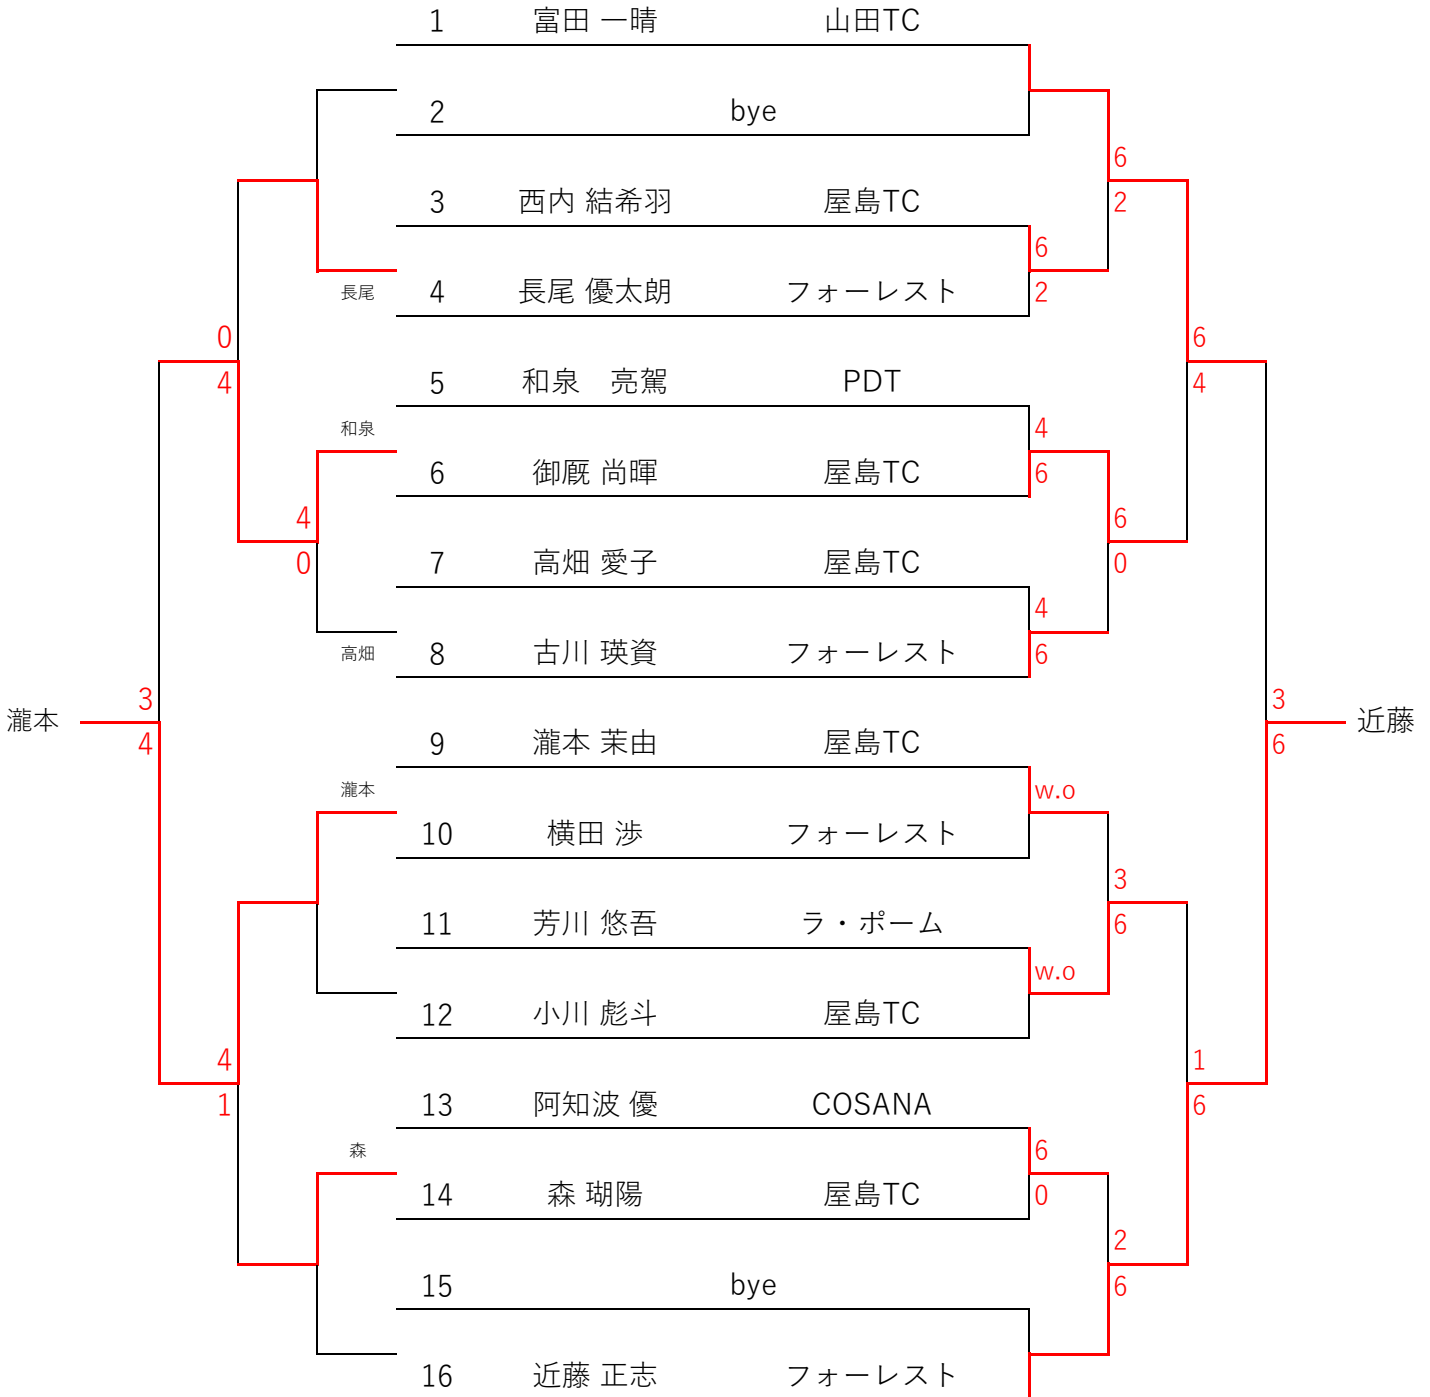 1 富田 一晴 山田TC
2 bye
6
3 西内 結希羽 屋島TC
2
6
長尾 4 長尾 優太朗 フォーレスト
2
0
6
4
5 和泉　亮駕 PDT
4
和泉
4
6 御厩 尚暉 屋島TC
6
4
6
0
7 高畑 愛子 屋島TC
0
4
高畑 8 古川 瑛資 フォーレスト
6
3
3
瀧本
近藤
4
9 瀧本 茉由 屋島TC
6
瀧本
w.o
10 横田 渉 フォーレスト
3
11 芳川 悠吾 ラ・ポーム
6
w.o
12 小川 彪斗 屋島TC
4
1
1
13 阿知波 優 COSANA
6
森
6
14 森 瑚陽 屋島TC
0
2
15 bye
6
16 近藤 正志 フォーレスト